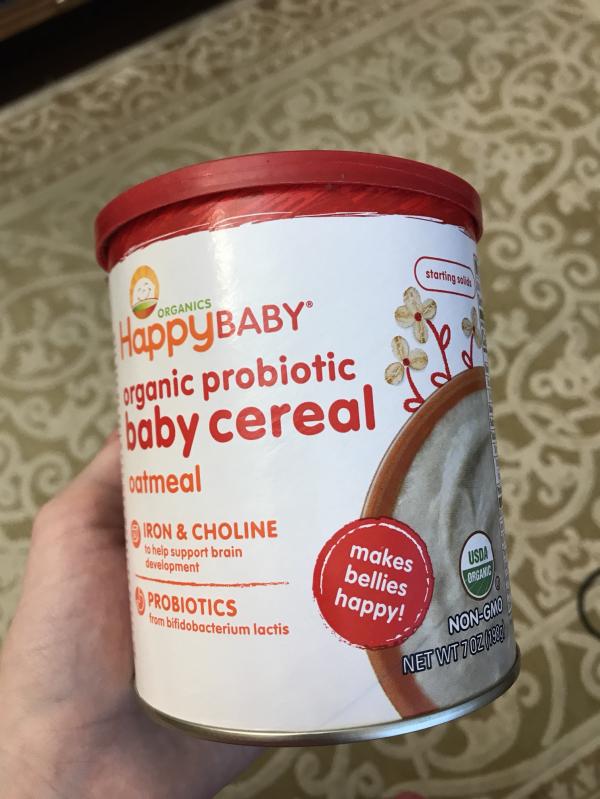 starting solids
ORGANICS
HappyBABY®
organic probiotic
baby cereal
oatmeal
IRON & CHOLINE
to help support brain
development
PROBIOTICS
from bifidobacterium lactis
makes
bellies
happy!
USDA
ORGANIC
NON-GMO
NET WT 7 OZ (198g)